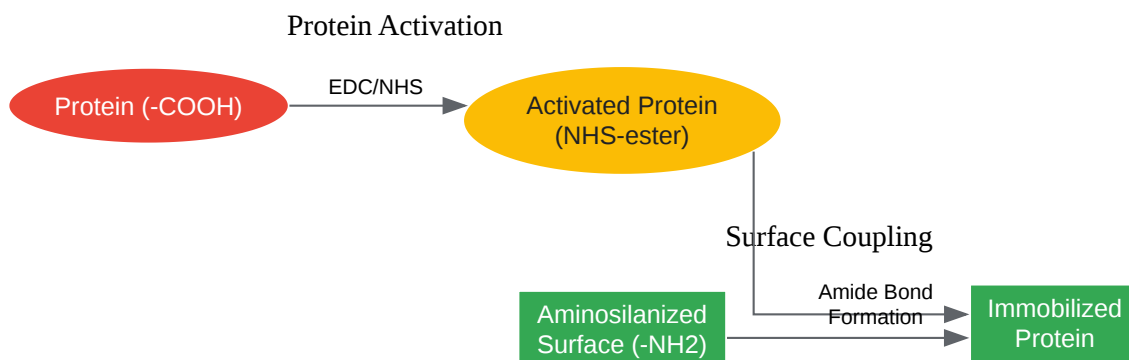 Protein Activation
Protein (-COOH)
EDC/NHS
Activated Protein
(NHS-ester)
Surface Coupling
Aminosilanized
Surface (-NH2)
Amide Bond
Formation
Immobilized
Protein